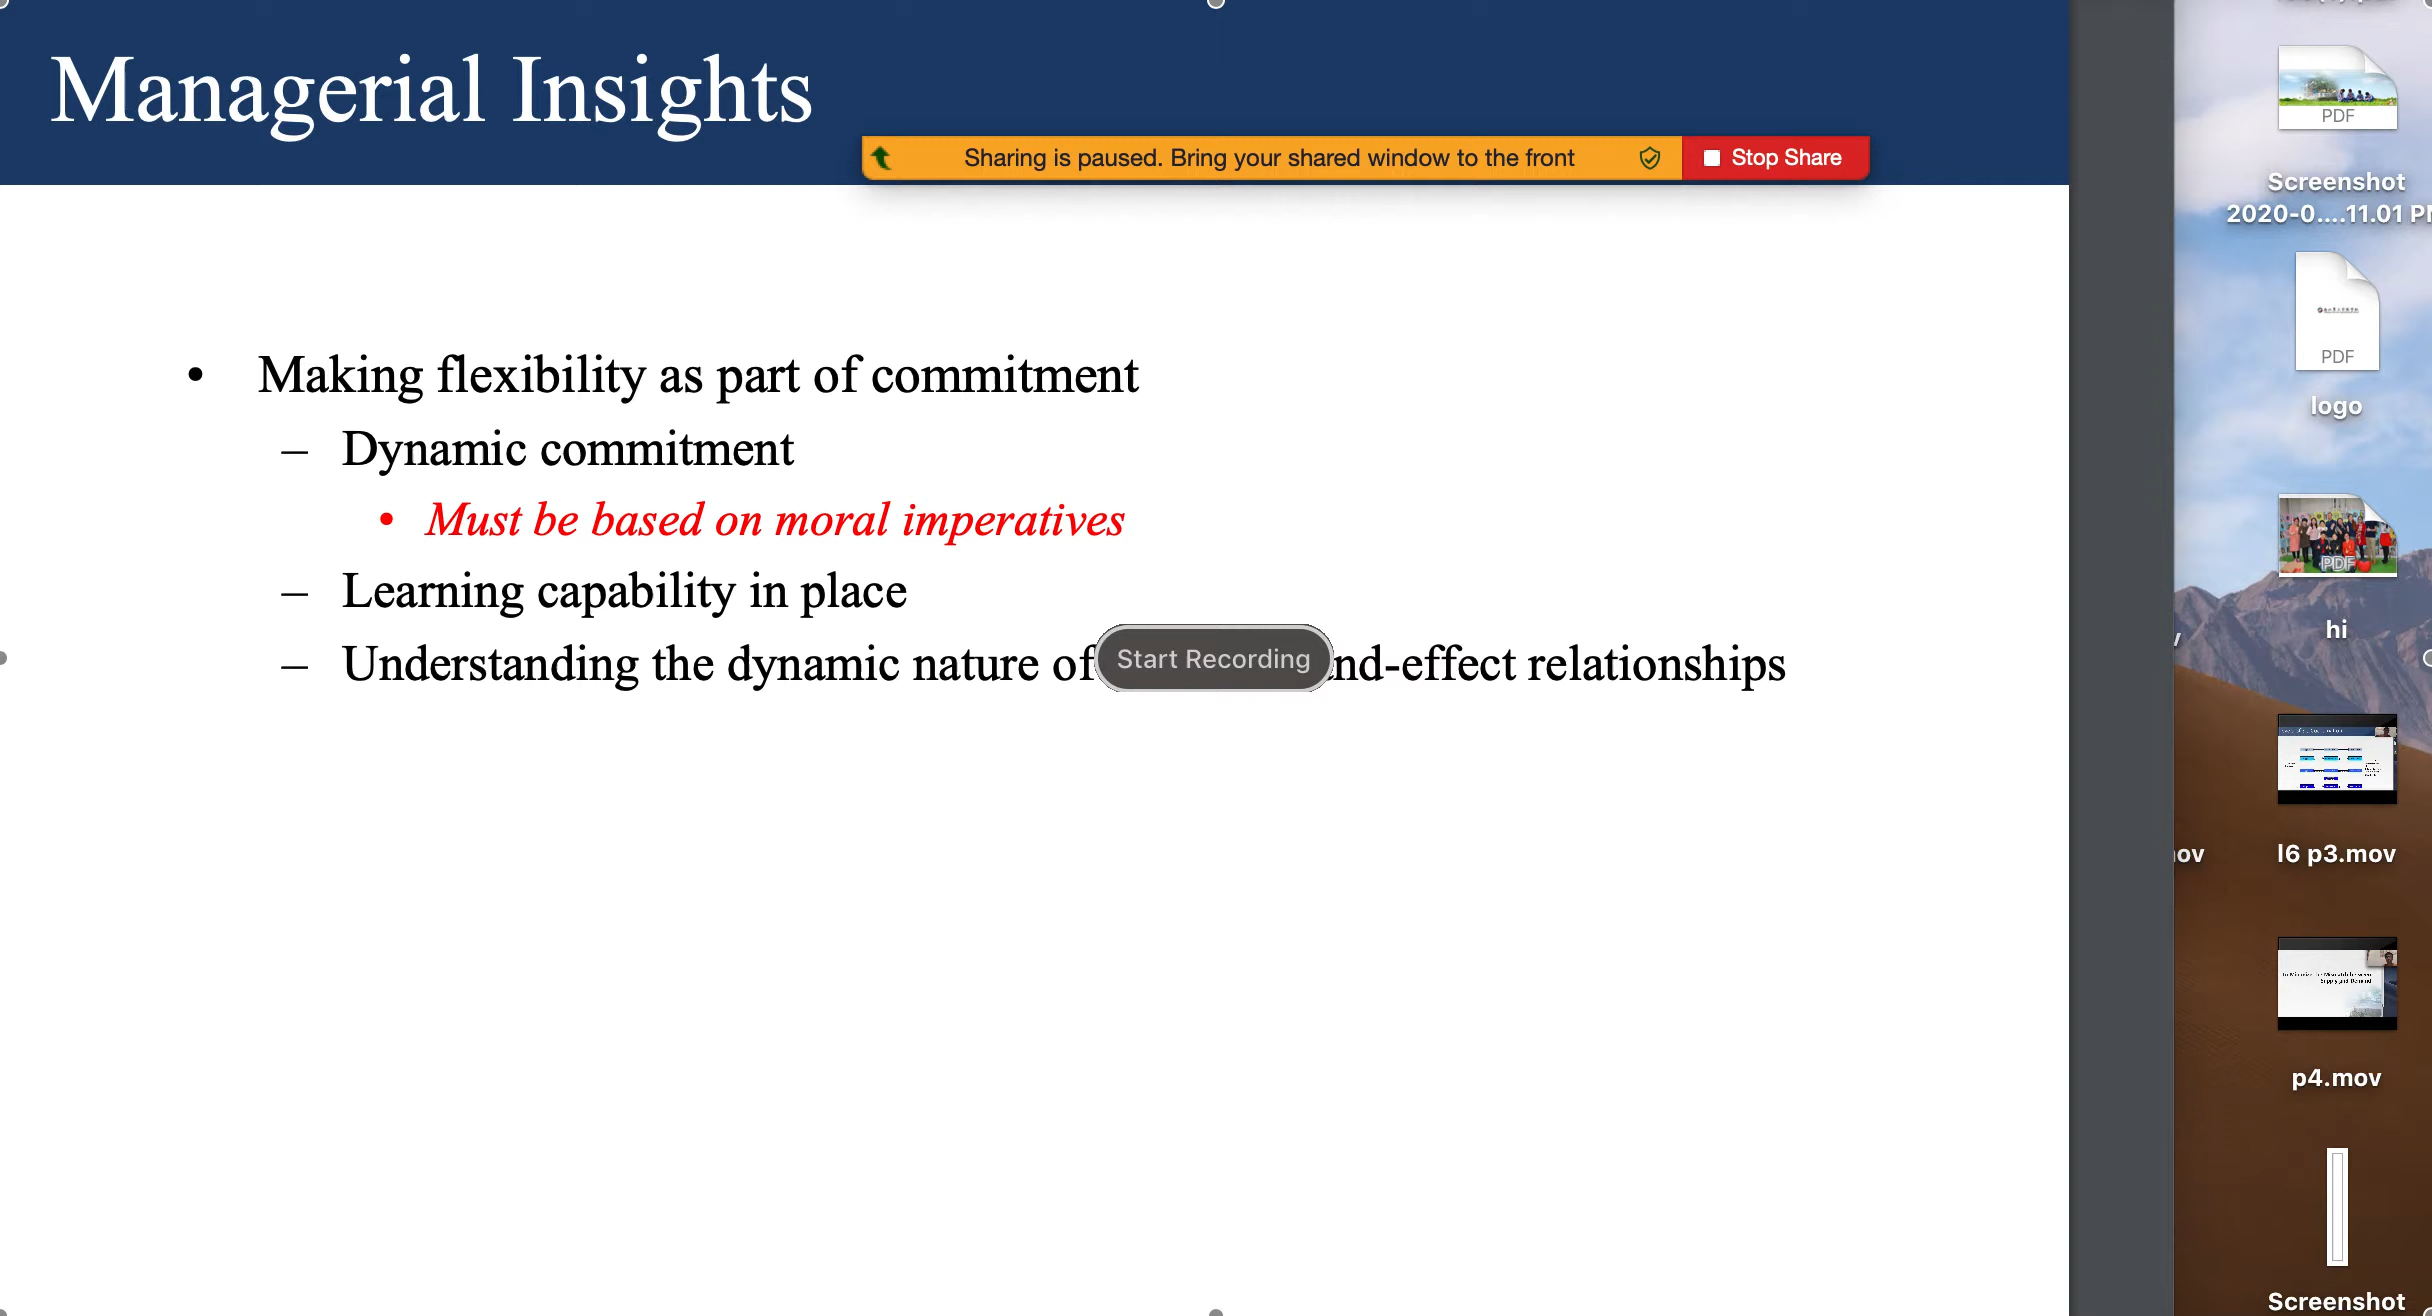 Managerial Insights
Sharing is paused. Bring your shared window to the front
Stop Share
• Making flexibility as part of commitment
– Dynamic commitment
• Must be based on moral imperatives
– Learning capability in place
– Understanding the dynamic nature of nd-effect relationships
Start Recording
PDF
Screenshot
2020-0....11.01 PM
PDF
logo
PDF
hi
ov
l6 p3.mov
p4.mov
Screenshot